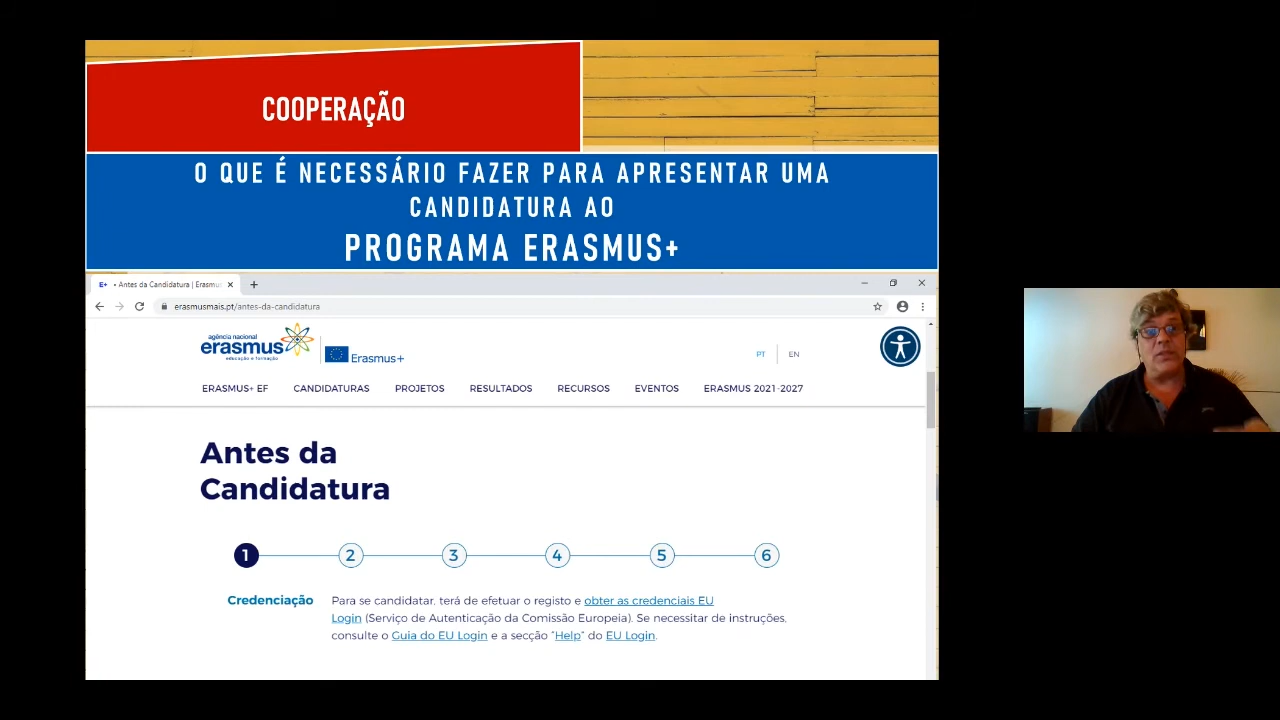 COOPERAÇÃO
O QUE É NECESSÁRIO FAZER PARA APRESENTAR UMA
CANDIDATURA AO
PROGRAMA ERASMUS+
E+ • Antes da Candidatura | Erasmu
erasmusmais.pt/antes-da-candidatura
agência nacional
erasmus
educação e formação
Erasmus+
PT EN
ERASMUS+ EF CANDIDATURAS PROJETOS RESULTADOS RECURSOS EVENTOS ERASMUS 2021-2027
Antes da
Candidatura
1 2 3 4 5 6
Credenciação
Para se candidatar, terá de efetuar o registo e obter as credenciais EU
Login (Serviço de Autenticação da Comissão Europeia). Se necessitar de instruções,
consulte o Guia do EU Login e a secção “Help” do EU Login.